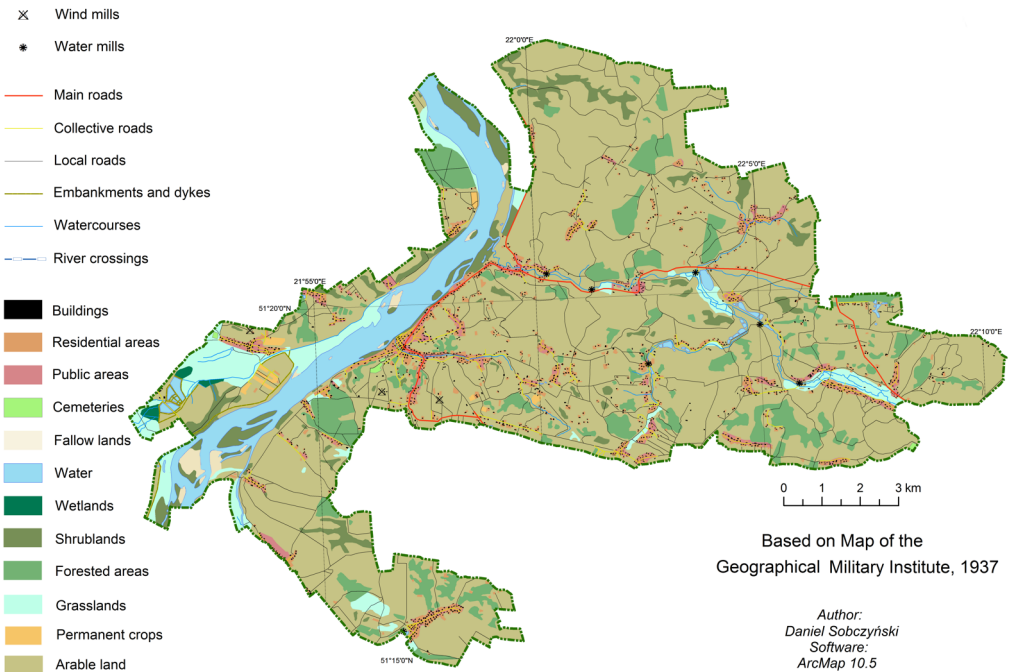 Wind mills
Water mills
Main roads
Collective roads
Local roads
Embankments and dykes
Watercourses
River crossings
Buildings
Residential areas
Public areas
Cemeteries
Fallow lands
Water
Wetlands
Shrublands
Forested areas
Grasslands
Permanent crops
Arable land
22°0'0"E
22°5'0"E
21°55'0"E
51°20'0"N
22°10'0"E
51°15'0"N
0 1 2 3 km
Based on Map of the
Geographical Military Institute, 1937
Author:
Daniel Sobczyński
Software:
ArcMap 10.5